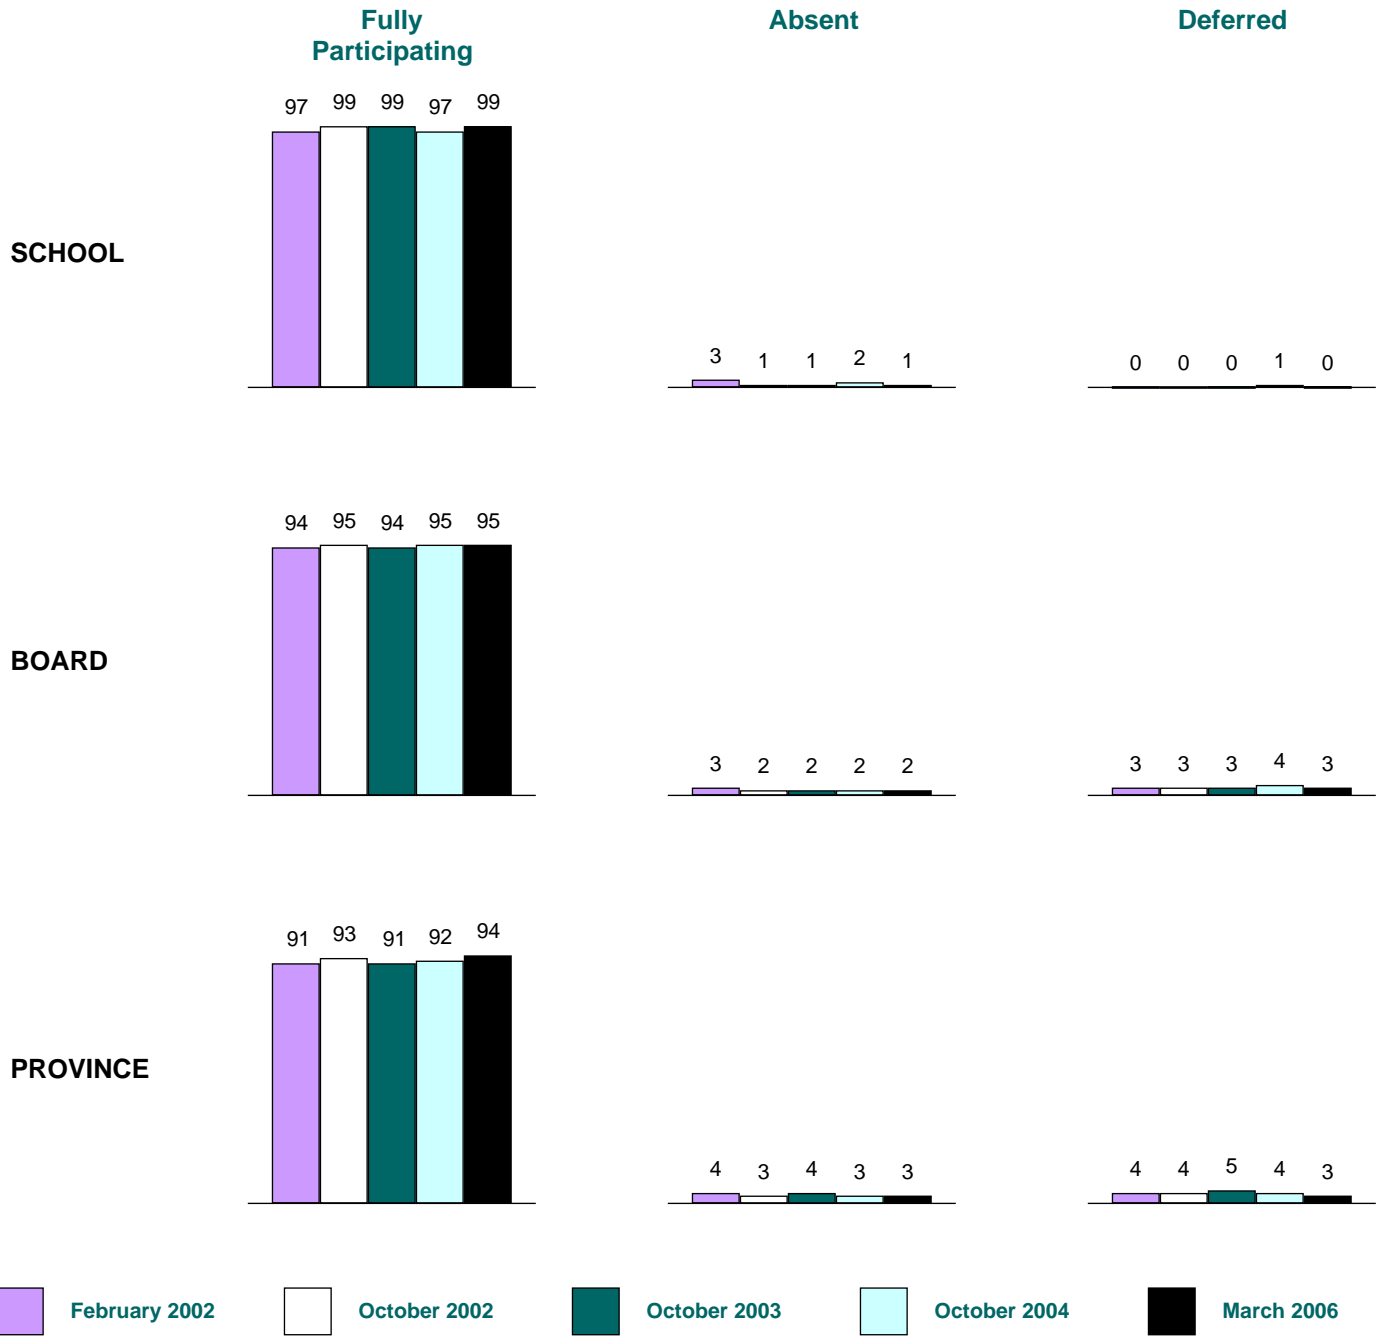 Fully
Participating
Absent
Deferred
97 99 99 97 99
SCHOOL
3 1 1 2 1
0 0 0 1 0
94 95 94 95 95
BOARD
3 2 2 2 2
3 3 3 4 3
91 93 91 92 94
PROVINCE
4 3 4 3 3
4 4 5 4 3
February 2002
October 2002
October 2003
October 2004
March 2006